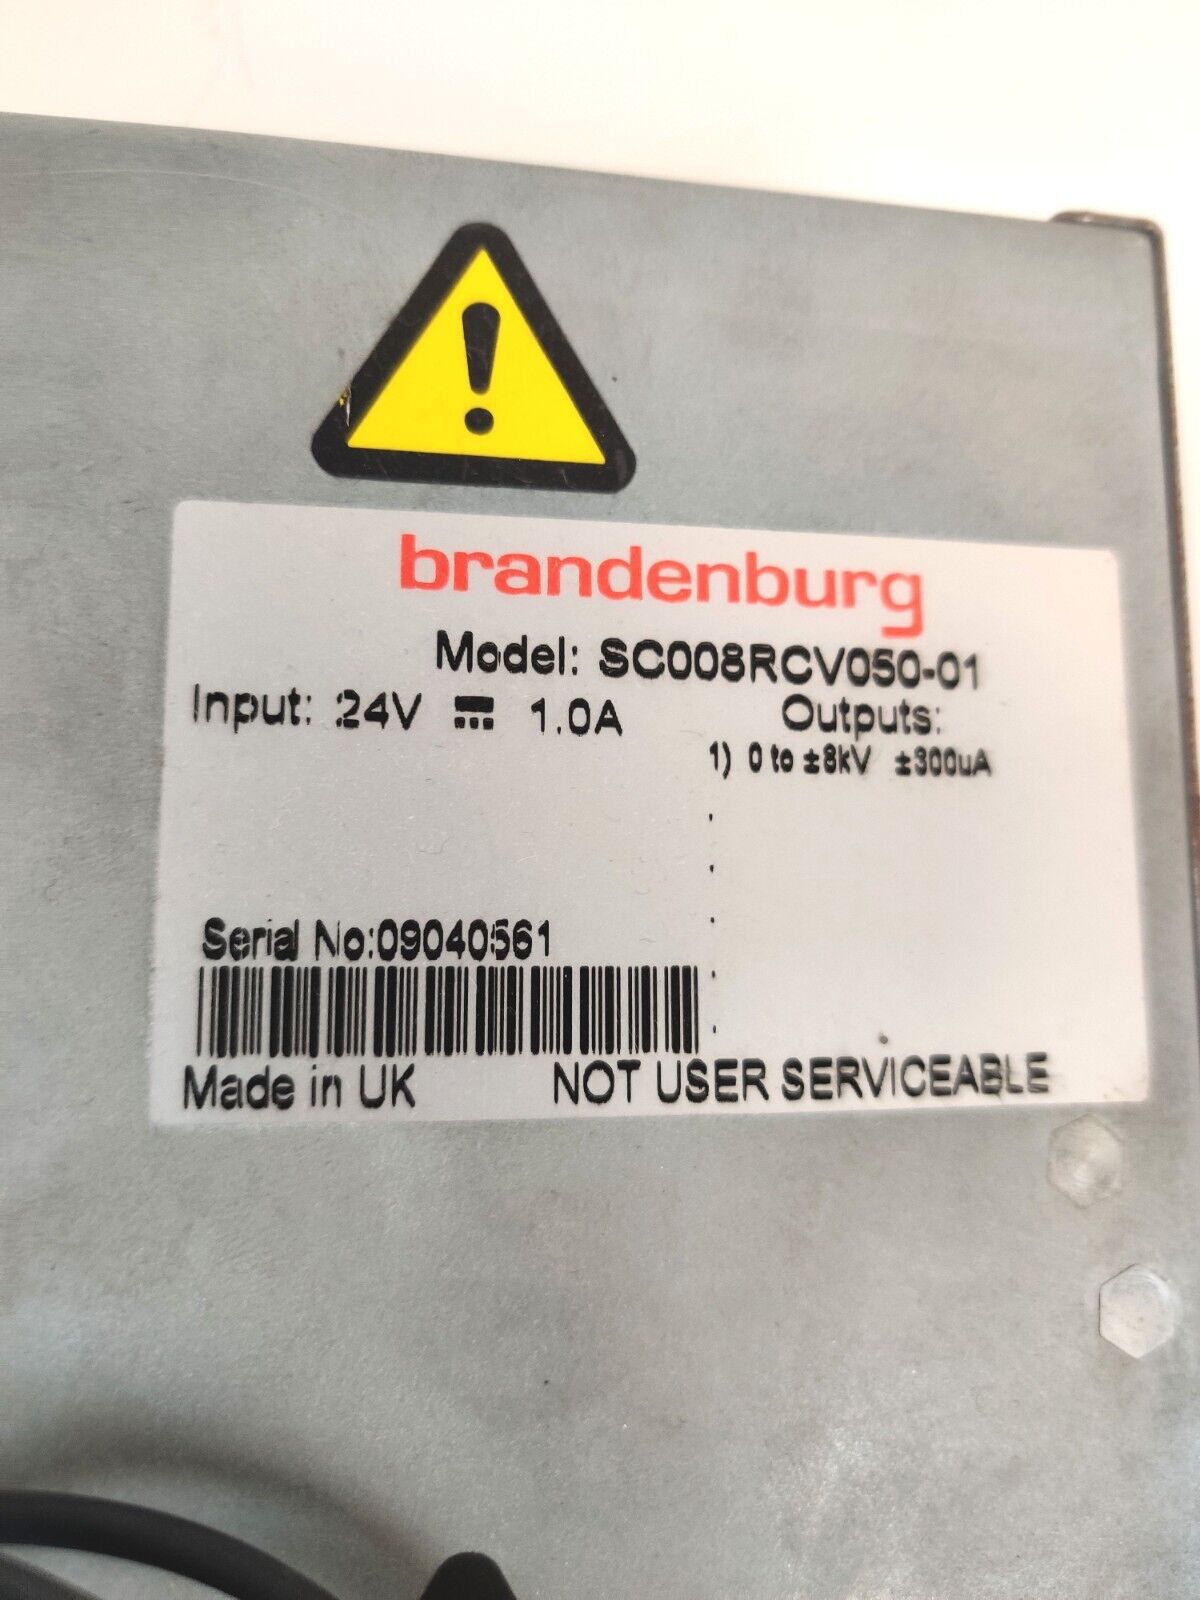 brandenburg
Model: SC008RCV050-01
Input: 24V 1.0A
Outputs:
1) 0 to ±8kV ±300uA
Serial No:09040561
Made in UK
NOT USER SERVICEABLE